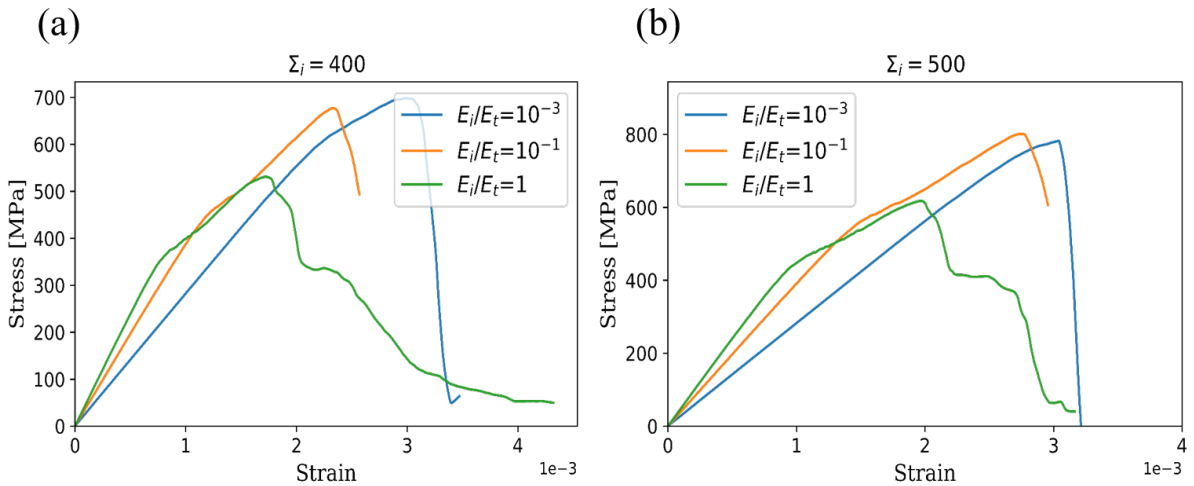 (a)
Σ_i = 400
Stress [MPa]
700
600
500
400
300
200
100
0
E_i/E_t=10^-3
E_i/E_t=10^-1
E_i/E_t=1
0 1 2 3 4
1e-3
Strain
(b)
Σ_i = 500
Stress [MPa]
800
600
400
200
0
E_i/E_t=10^-3
E_i/E_t=10^-1
E_i/E_t=1
0 1 2 3 4
1e-3
Strain